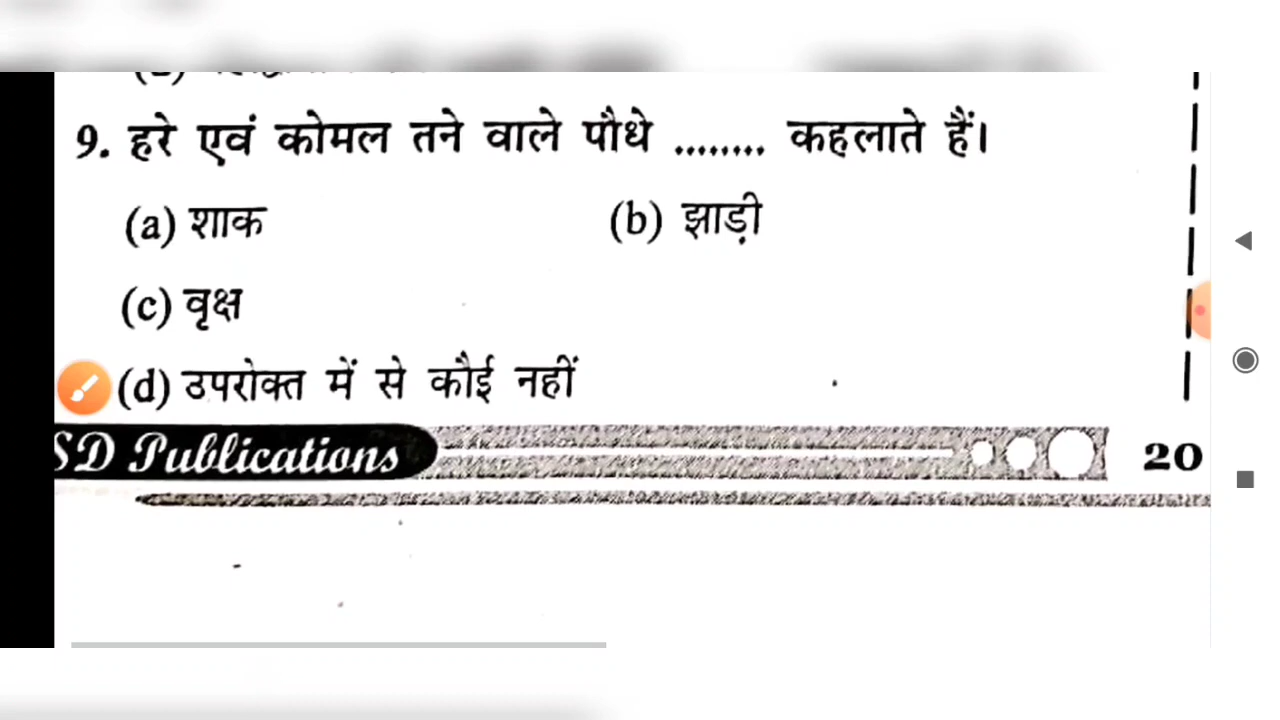 9. हरे एवं कोमल तने वाले पौधे ........ कहलाते हैं।
(a) शाक (b) झाड़ी
(c) वृक्ष
(d) उपरोक्त में से कौई नहीं
SD Publications 20